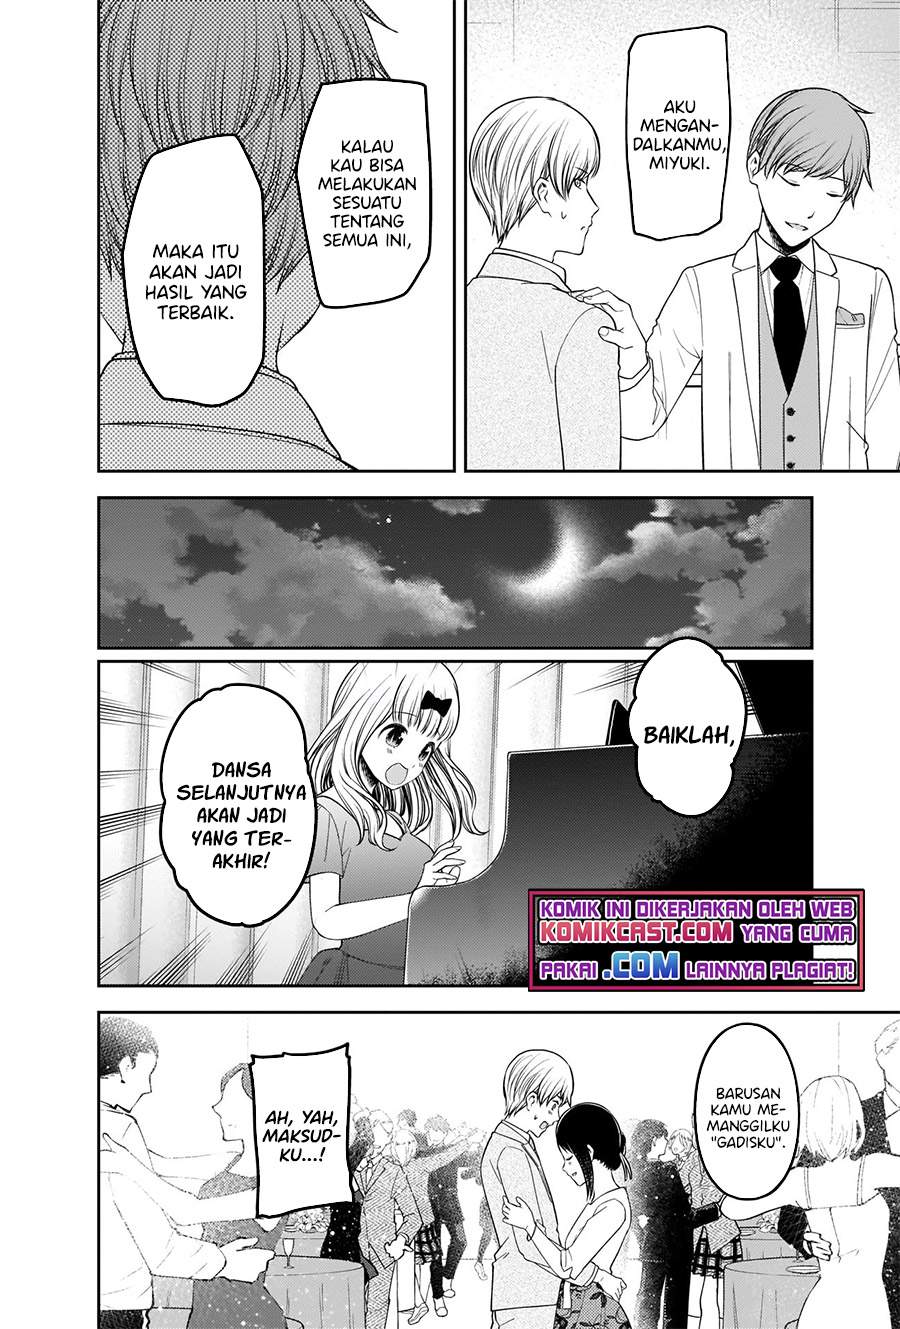 AKU
MENGAN-
DALKANMU,
MIYUKI.
KALAU
KAU BISA
MELAKUKAN
SESUATU
TENTANG
SEMUA INI,
MAKA ITU
AKAN JADI
HASIL YANG
TERBAIK.
BAIKLAH,
DANSA
SELANJUTNYA
AKAN JADI
YANG TER-
AKHIR!
KOMIK INI DIKERJAKAN OLEH WEB
KOMIKCAST.COM YANG CUMA
PAKAI .COM LAINNYA PLAGIAT!
BARUSAN
KAMU ME-
MANGGILKU
"GADISKU".
AH, YAH,
MAKSUD-
KU...!